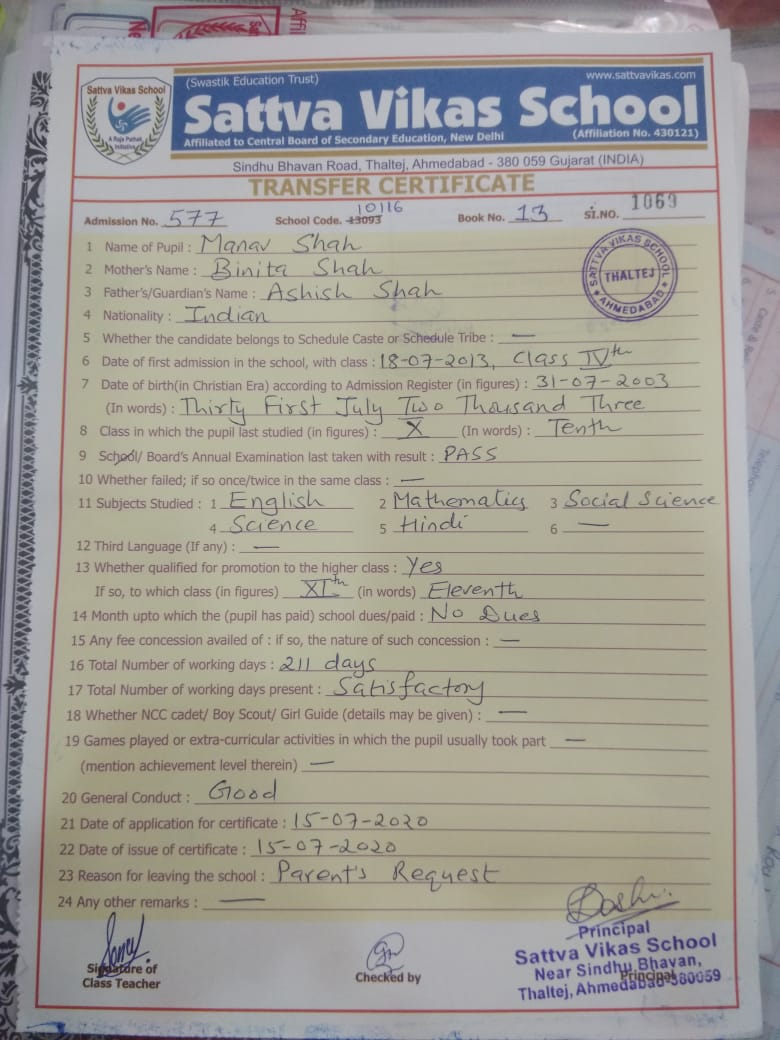 Sattva Vikas School
A Raja Pathak
Initiative
(Swastik Education Trust)
www.sattvavikas.com
Sattva Vikas School
Affiliated to Central Board of Secondary Education, New Delhi
(Affiliation No. 430121)
Sindhu Bhavan Road, Thaltej, Ahmedabad - 380 059 Gujarat (INDIA)
TRANSFER CERTIFICATE
Admission No. 577 School Code. 13093 10116 Book No. 13 Sl.NO. 1069
SATTVA VIKAS SCHOOL
THALTEJ
AHMEDABAD
1 Name of Pupil : Manav Shah
2 Mother's Name : Binita Shah
3 Father's/Guardian's Name : Ashish Shah
4 Nationality : Indian
5 Whether the candidate belongs to Schedule Caste or Schedule Tribe : —
6 Date of first admission in the school, with class : 18-07-2013, Class IVth
7 Date of birth(in Christian Era) according to Admission Register (in figures) : 31-07-2003
(In words) : Thirty First July Two Thousand Three
8 Class in which the pupil last studied (in figures) : X (In words) : Tenth
9 School/ Board's Annual Examination last taken with result : PASS
10 Whether failed; if so once/twice in the same class : —
11 Subjects Studied : 1 English 2 Mathematics 3 Social Science
4 Science 5 Hindi 6 —
12 Third Language (If any) : —
13 Whether qualified for promotion to the higher class : Yes
If so, to which class (in figures) XIth (in words) Eleventh
14 Month upto which the (pupil has paid) school dues/paid : No Dues
15 Any fee concession availed of : if so, the nature of such concession : —
16 Total Number of working days : 211 days
17 Total Number of working days present : Satisfactory
18 Whether NCC cadet/ Boy Scout/ Girl Guide (details may be given) : —
19 Games played or extra-curricular activities in which the pupil usually took part —
(mention achievement level therein) —
20 General Conduct : Good
21 Date of application for certificate : 15-07-2020
22 Date of issue of certificate : 15-07-2020
23 Reason for leaving the school : Parent's Request
24 Any other remarks : —
Signature of
Class Teacher
Checked by
Principal
Principal
Sattva Vikas School
Near Sindhu Bhavan,
Thaltej, Ahmedabad-380059